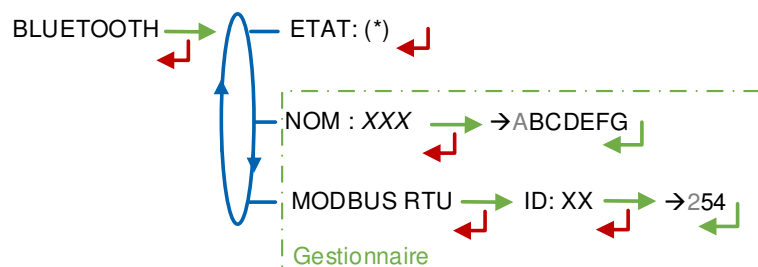 BLUETOOTH ETAT: (*)
NOM : XXX →ABCDEFG
MODBUS RTU ID: XX →254
Gestionnaire